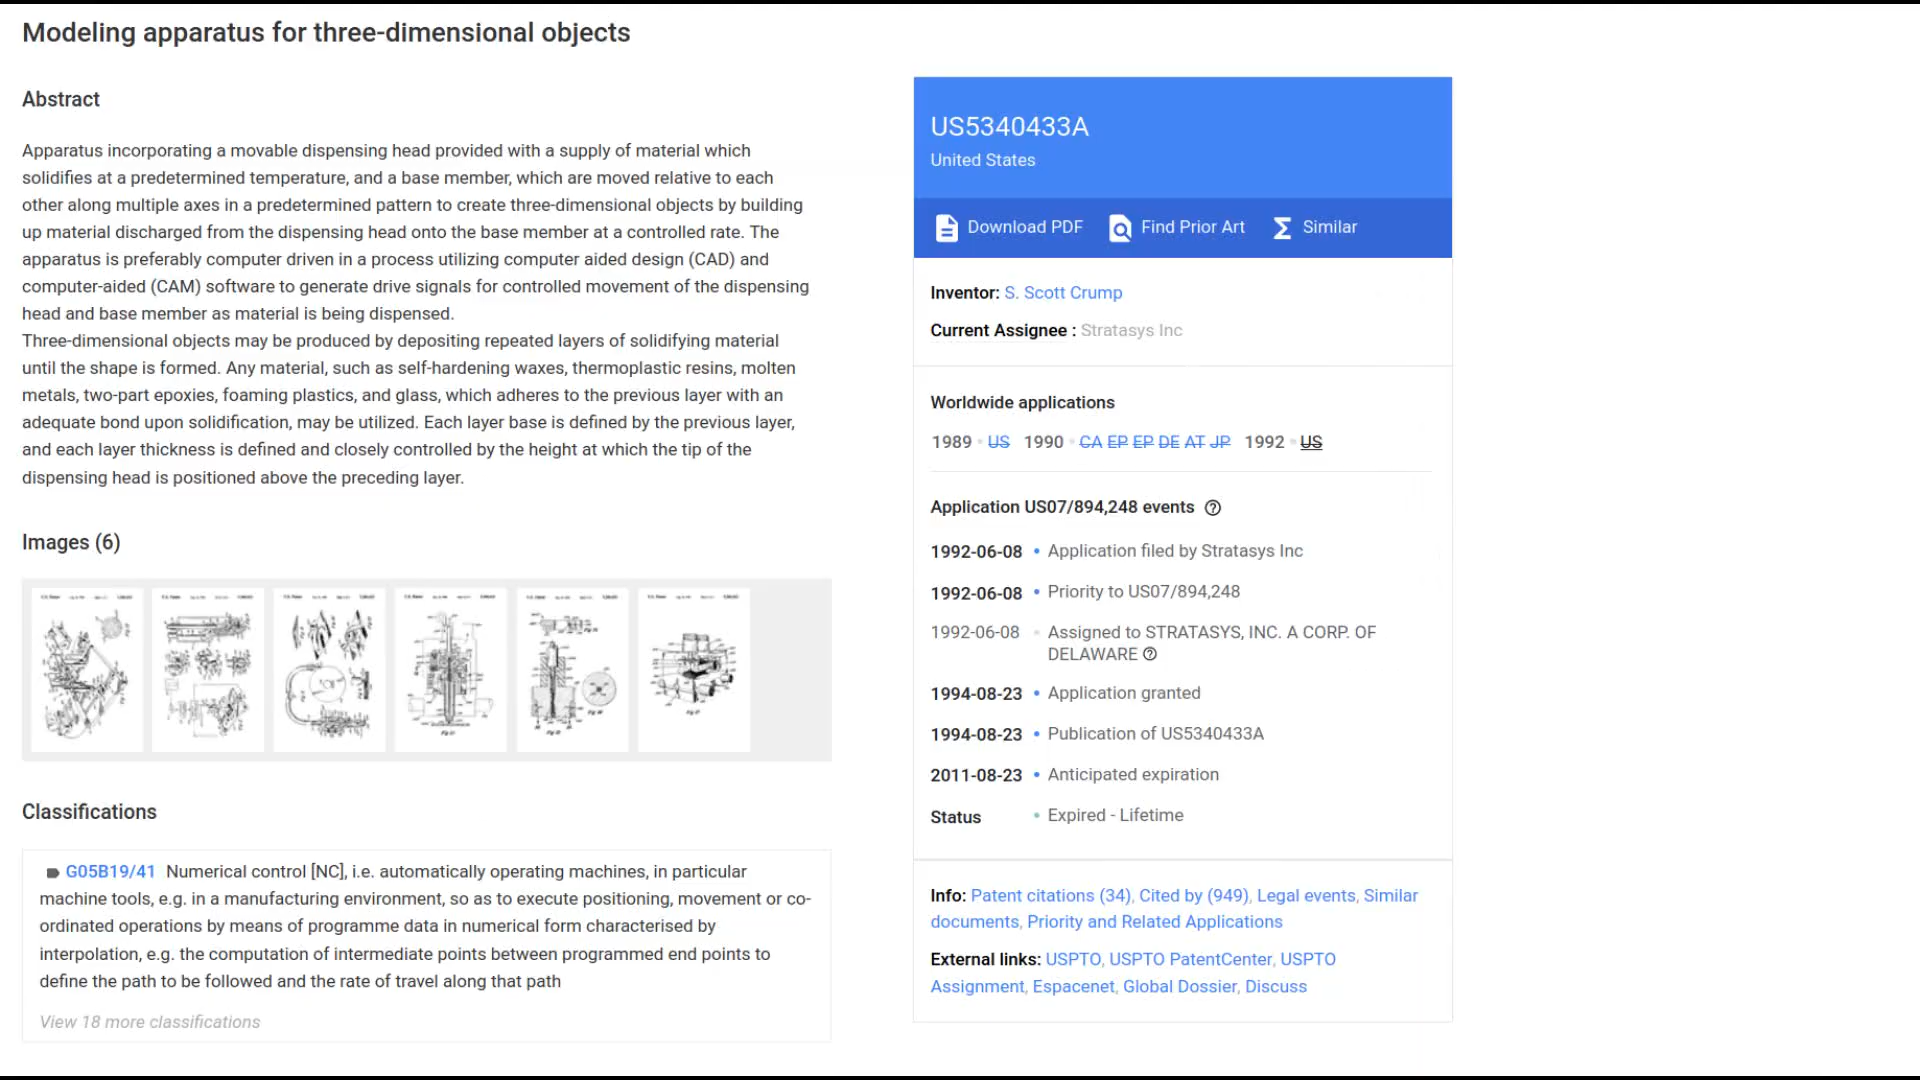 Modeling apparatus for three-dimensional objects
Abstract
Apparatus incorporating a movable dispensing head provided with a supply of material which
solidifies at a predetermined temperature, and a base member, which are moved relative to each
other along multiple axes in a predetermined pattern to create three-dimensional objects by building
up material discharged from the dispensing head onto the base member at a controlled rate. The
apparatus is preferably computer driven in a process utilizing computer aided design (CAD) and
computer-aided (CAM) software to generate drive signals for controlled movement of the dispensing
head and base member as material is being dispensed.
Three-dimensional objects may be produced by depositing repeated layers of solidifying material
until the shape is formed. Any material, such as self-hardening waxes, thermoplastic resins, molten
metals, two-part epoxies, foaming plastics, and glass, which adheres to the previous layer with an
adequate bond upon solidification, may be utilized. Each layer base is defined by the previous layer,
and each layer thickness is defined and closely controlled by the height at which the tip of the
dispensing head is positioned above the preceding layer.
Images (6)
Classifications
G05B19/41 Numerical control [NC], i.e. automatically operating machines, in particular
machine tools, e.g. in a manufacturing environment, so as to execute positioning, movement or co-
ordinated operations by means of programme data in numerical form characterised by
interpolation, e.g. the computation of intermediate points between programmed end points to
define the path to be followed and the rate of travel along that path
View 18 more classifications
US5340433A
United States
Download PDF Find Prior Art Similar
Inventor: S. Scott Crump
Current Assignee : Stratasys Inc
Worldwide applications
1989 US 1990 CA EP EP DE AT JP 1992 US
Application US07/894,248 events
1992-06-08 Application filed by Stratasys Inc
1992-06-08 Priority to US07/894,248
1992-06-08 Assigned to STRATASYS, INC. A CORP. OF
DELAWARE
1994-08-23 Application granted
1994-08-23 Publication of US5340433A
2011-08-23 Anticipated expiration
Status Expired - Lifetime
Info: Patent citations (34), Cited by (949), Legal events, Similar
documents, Priority and Related Applications
External links: USPTO, USPTO PatentCenter, USPTO
Assignment, Espacenet, Global Dossier, Discuss